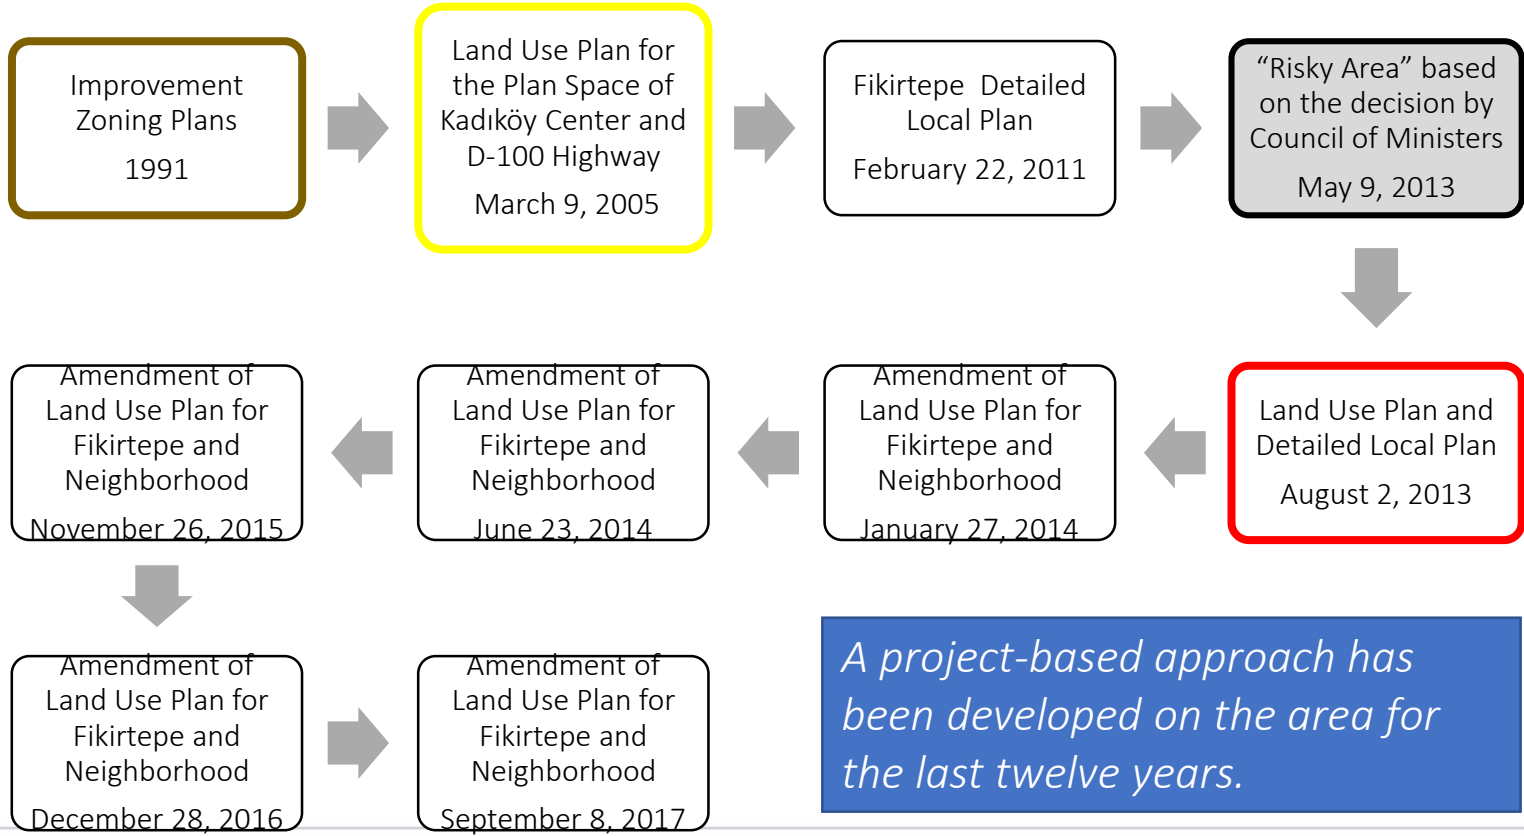 Improvement
Zoning Plans
1991
Land Use Plan for
the Plan Space of
Kadıköy Center and
D-100 Highway
March 9, 2005
Fikirtepe  Detailed
Local Plan
February 22, 2011
“Risky Area” based
on the decision by
Council of Ministers
May 9, 2013
Land Use Plan and
Detailed Local Plan
August 2, 2013
Amendment of
Land Use Plan for
Fikirtepe and
Neighborhood
January 27, 2014
Amendment of
Land Use Plan for
Fikirtepe and
Neighborhood
June 23, 2014
Amendment of
Land Use Plan for
Fikirtepe and
Neighborhood
November 26, 2015
Amendment of
Land Use Plan for
Fikirtepe and
Neighborhood
December 28, 2016
Amendment of
Land Use Plan for
Fikirtepe and
Neighborhood
September 8, 2017
A project-based approach has
been developed on the area for
the last twelve years.